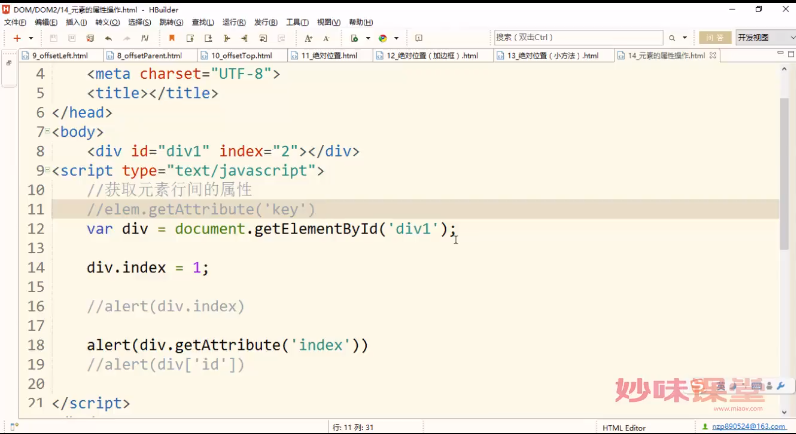 DOM/DOM2/14_元素的属性操作.html - HBuilder
文件(F) 编辑(E) 插入(I) 转义(O) 选择(S) 跳转(G) 查找(L) 运行(R) 发行(B) 工具(T) 视图(V) 帮助(H)
搜索（双击Ctrl）
问 答
开发视图
9_offsetLeft.html
8_offsetParent.html
10_offsetTop.html
11_绝对位置.html
12_绝对位置（加边框）.html
13_绝对位置（小方法）.html
14_元素的属性操作.html
4 <meta charset="UTF-8">
5 <title></title>
6 </head>
7 <body>
8 <div id="div1" index="2"></div>
9 <script type="text/javascript">
10 //获取元素行间的属性
11 //elem.getAttribute('key')
12 var div = document.getElementById('div1');
13
14 div.index = 1;
15
16 //alert(div.index)
17
18 alert(div.getAttribute('index'))
19 //alert(div['id'])
20
21 </script>
妙味课堂
www.miaov.com
行: 11 列: 31
HTML Editor
nzp890524@163.com